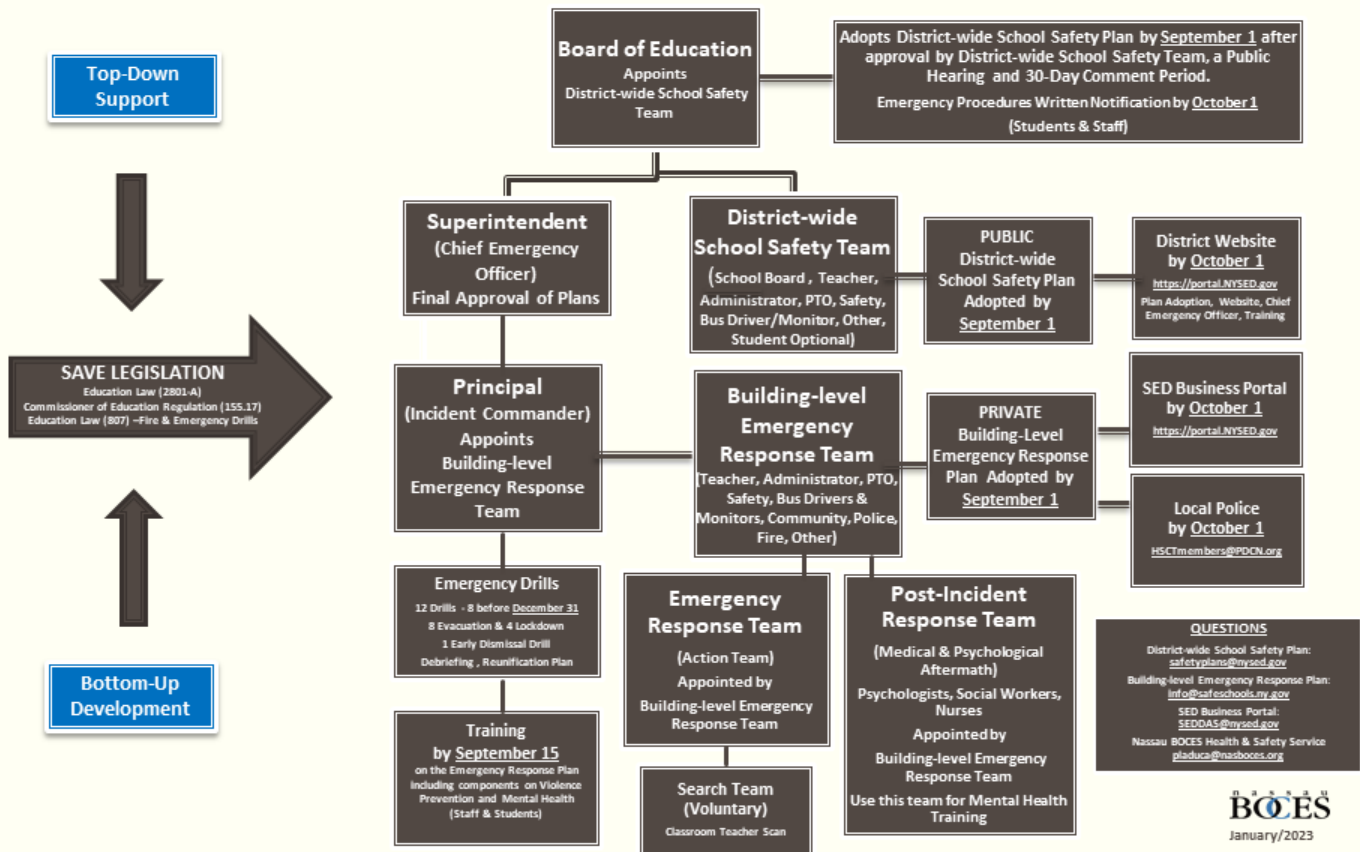 Top-Down
Support
Board of Education
Appoints
District-wide School Safety
Team
Adopts District-wide School Safety Plan by September 1 after
approval by District-wide School Safety Team, a Public
Hearing and 30-Day Comment Period.
Emergency Procedures Written Notification by October 1
(Students & Staff)
Superintendent
(Chief Emergency
Officer)
Final Approval of Plans
District-wide
School Safety Team
(School Board , Teacher,
Administrator, PTO, Safety,
Bus Driver/Monitor, Other,
Student Optional)
PUBLIC
District-wide
School Safety Plan
Adopted by
September 1
District Website
by October 1
https://portal.NYSED.gov
Plan Adoption, Website, Chief
Emergency Officer, Training
SAVE LEGISLATION
Education Law (2801-A)
Commissioner of Education Regulation (155.17)
Education Law (807) –Fire & Emergency Drills
Principal
(Incident Commander)
Appoints
Building-level
Emergency Response
Team
Building-level
Emergency
Response Team
(Teacher, Administrator, PTO,
Safety, Bus Drivers &
Monitors, Community, Police,
Fire, Other)
PRIVATE
Building-Level
Emergency Response
Plan Adopted by
September 1
SED Business Portal
by October 1
https://portal.NYSED.gov
Local Police
by October 1
HSCTmembers@PDCN.org
Bottom-Up
Development
Emergency Drills
12 Drills - 8 before December 31
8 Evacuation & 4 Lockdown
1 Early Dismissal Drill
Debriefing , Reunification Plan
Training
by September 15
on the Emergency Response Plan
including components on Violence
Prevention and Mental Health
(Staff & Students)
Emergency
Response Team
(Action Team)
Appointed by
Building-level Emergency
Response Team
Search Team
(Voluntary)
Classroom Teacher Scan
Post-Incident
Response Team
(Medical & Psychological
Aftermath)
Psychologists, Social Workers,
Nurses
Appointed by
Building-level Emergency
Response Team
Use this team for Mental Health
Training
QUESTIONS
District-wide School Safety Plan:
safetyplans@nysed.gov
Building-level Emergency Response Plan:
info@safeschools.ny.gov
SED Business Portal:
SEDDAS@nysed.gov
Nassau BOCES Health & Safety Service
pladuca@nasboces.org
nassau
BOCES
January/2023